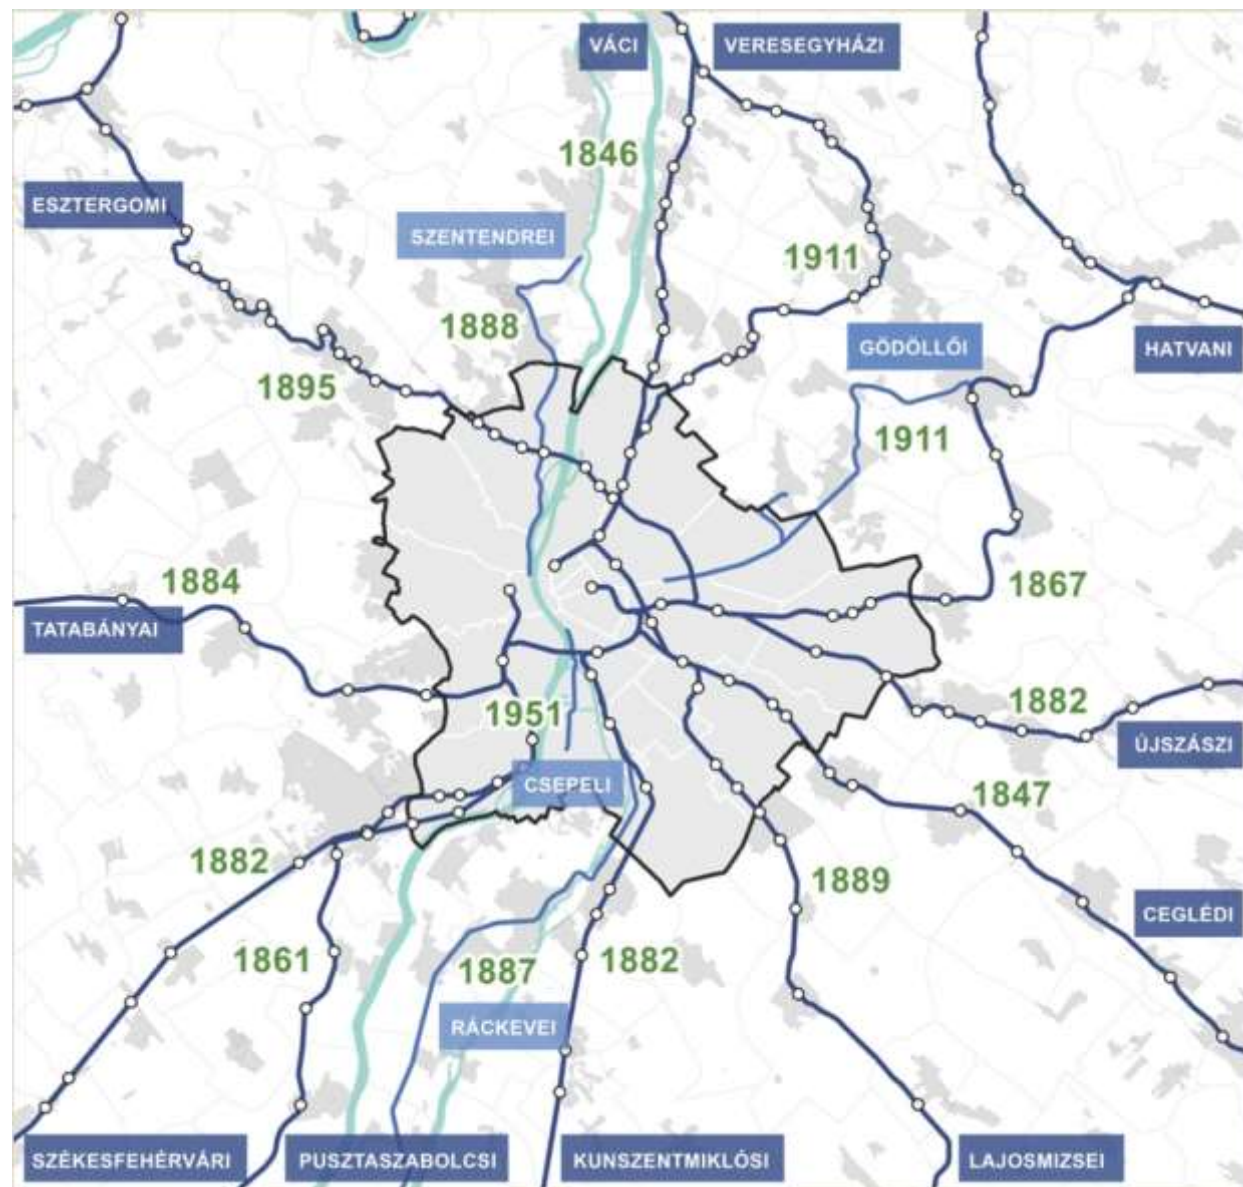 VÁCI
VERESEGYHÁZI
1846
ESZTERGOMI
SZENTENDREI
1911
1888
GÖDÖLLŐI
HATVANI
1895
1911
1884
1867
TATABÁNYAI
1951
1882
ÚJSZÁSZI
CSEPELI
1847
1882
1889
CEGLÉDI
1861
1887
1882
RÁCKEVEI
SZÉKESFEHÉRVÁRI
PUSZTASZABOLCSI
KUNSZENTMIKLÓSI
LAJOSMIZSEI